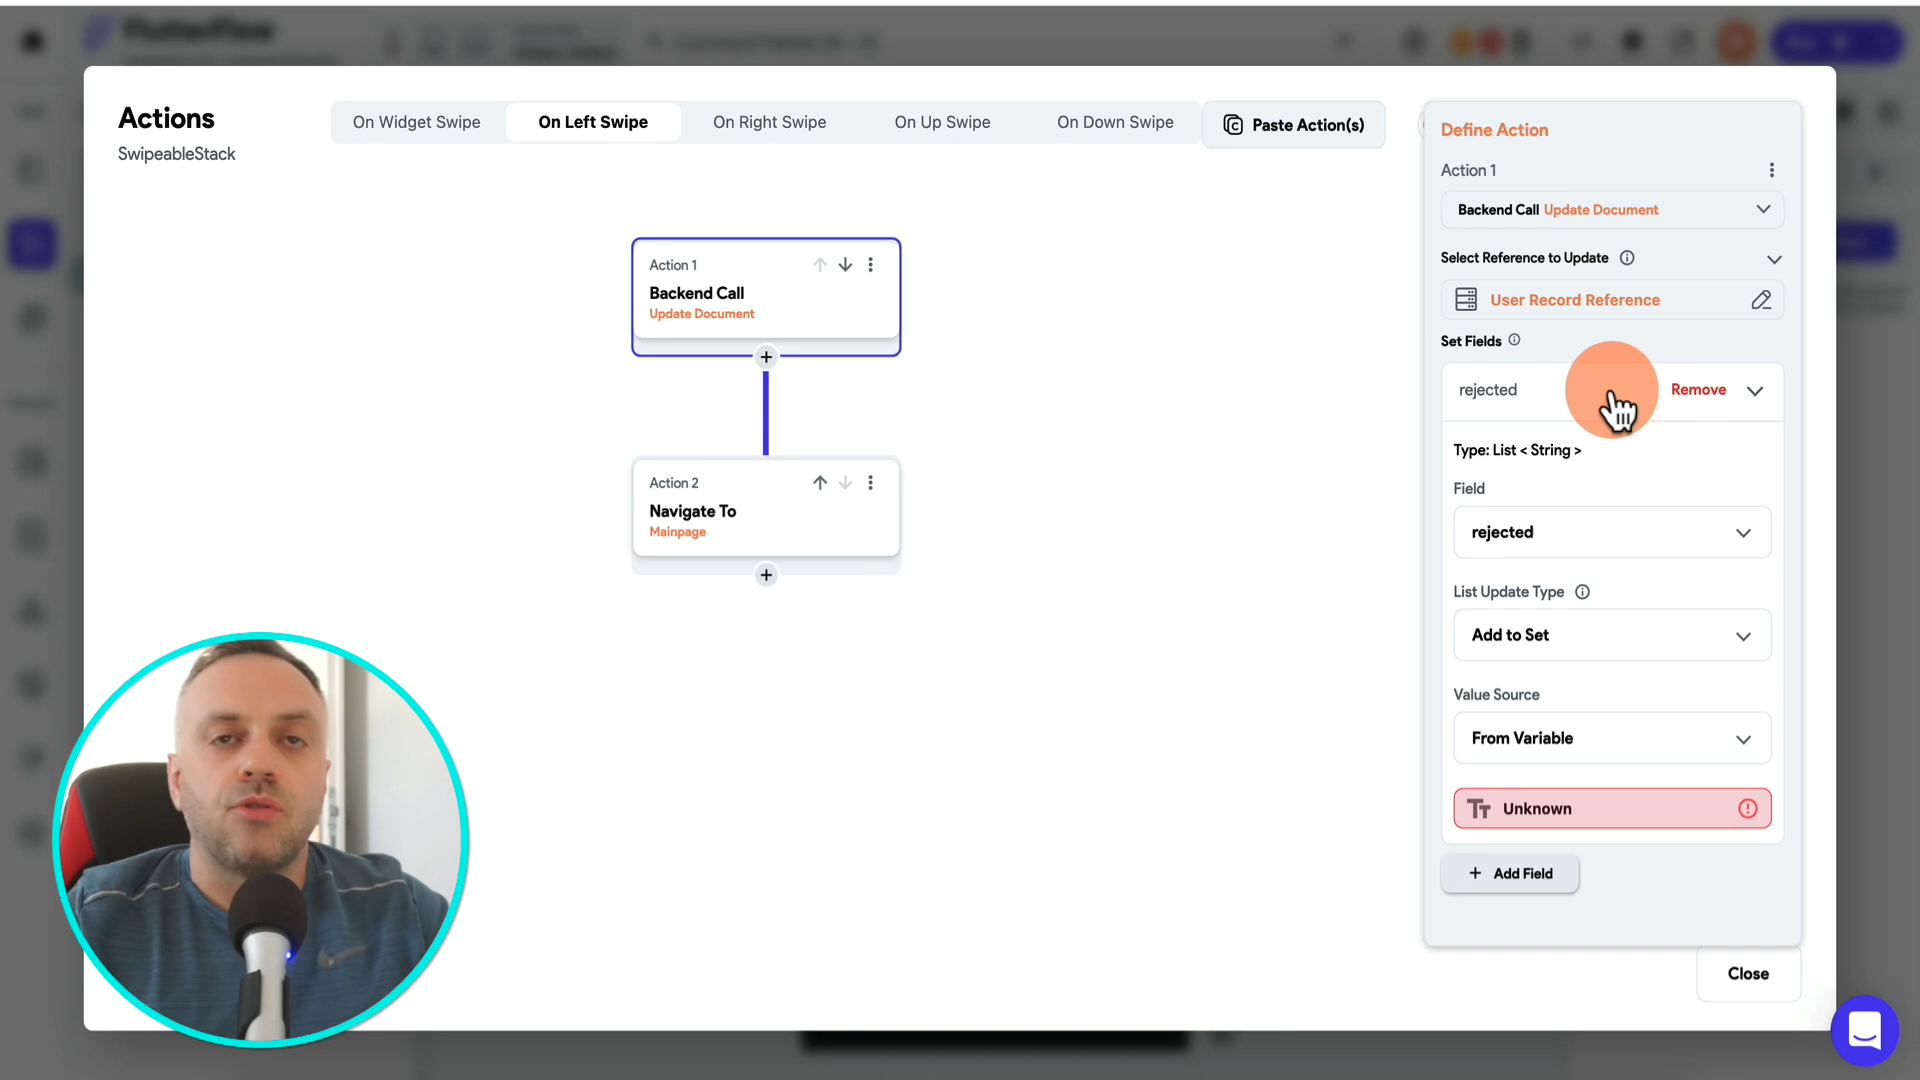 FlutterFlow
Actions
SwipeableStack
On Widget Swipe
On Left Swipe
On Right Swipe
On Up Swipe
On Down Swipe
Paste Action(s)
Action 1
Backend Call
Update Document
+
Action 2
Navigate To
Mainpage
+
Define Action
Action 1
Backend Call Update Document
Select Reference to Update
User Record Reference
Set Fields
rejected
Remove
Type: List < String >
Field
rejected
List Update Type
Add to Set
Value Source
From Variable
Unknown
+ Add Field
Close